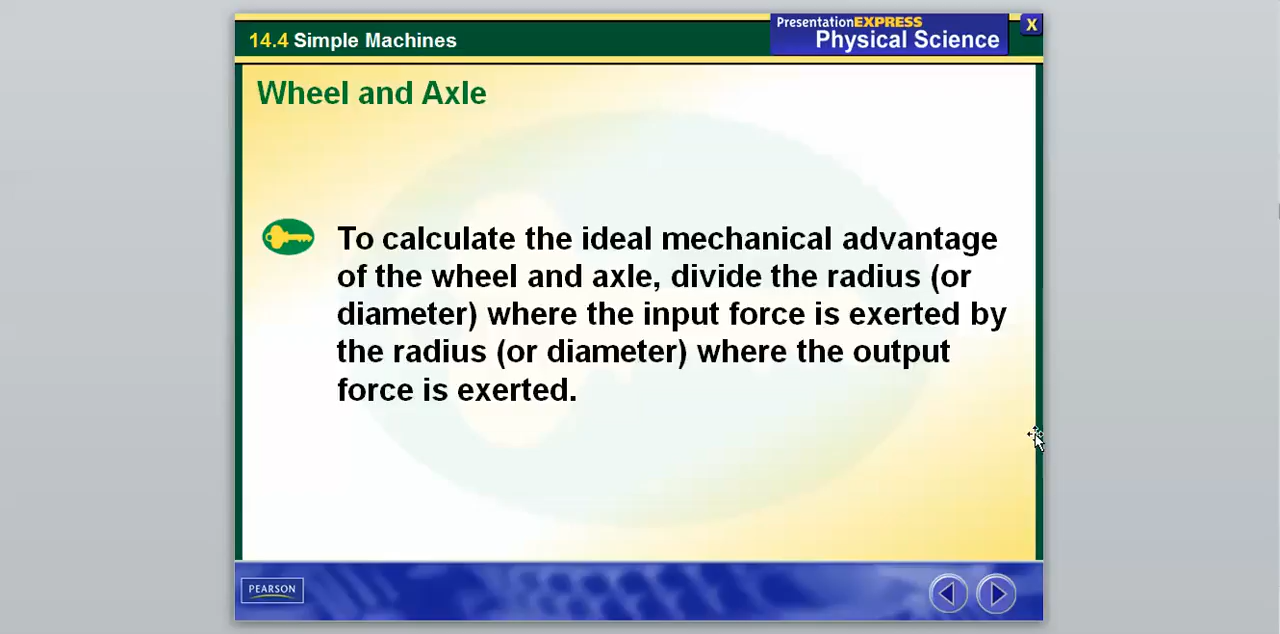 14.4 Simple Machines
PresentationEXPRESS
Physical Science
X
Wheel and Axle
To calculate the ideal mechanical advantage
of the wheel and axle, divide the radius (or
diameter) where the input force is exerted by
the radius (or diameter) where the output
force is exerted.
PEARSON